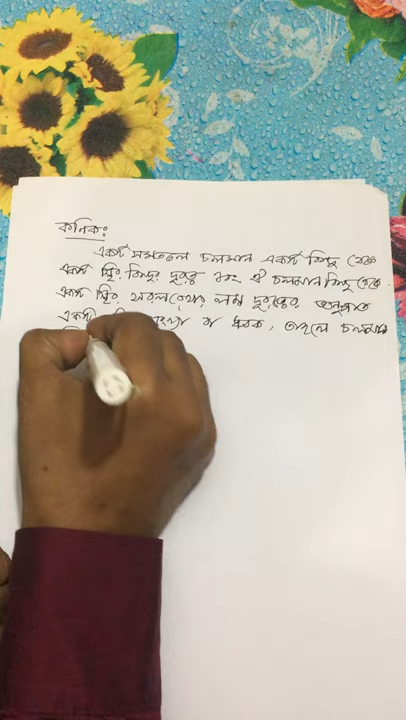 কনিক:
একটি সমতলে চলমান একটি বিন্দু থেকে
একটি স্থির বিন্দুর দূরত্ব এবং ঐ চলমান বিন্দু থেকে
একটি স্থির সরলরেখার লম্ব দূরত্বের অনুপাত
একটি সংখ্যা বা ধ্রুবক, তাহলে চলমান